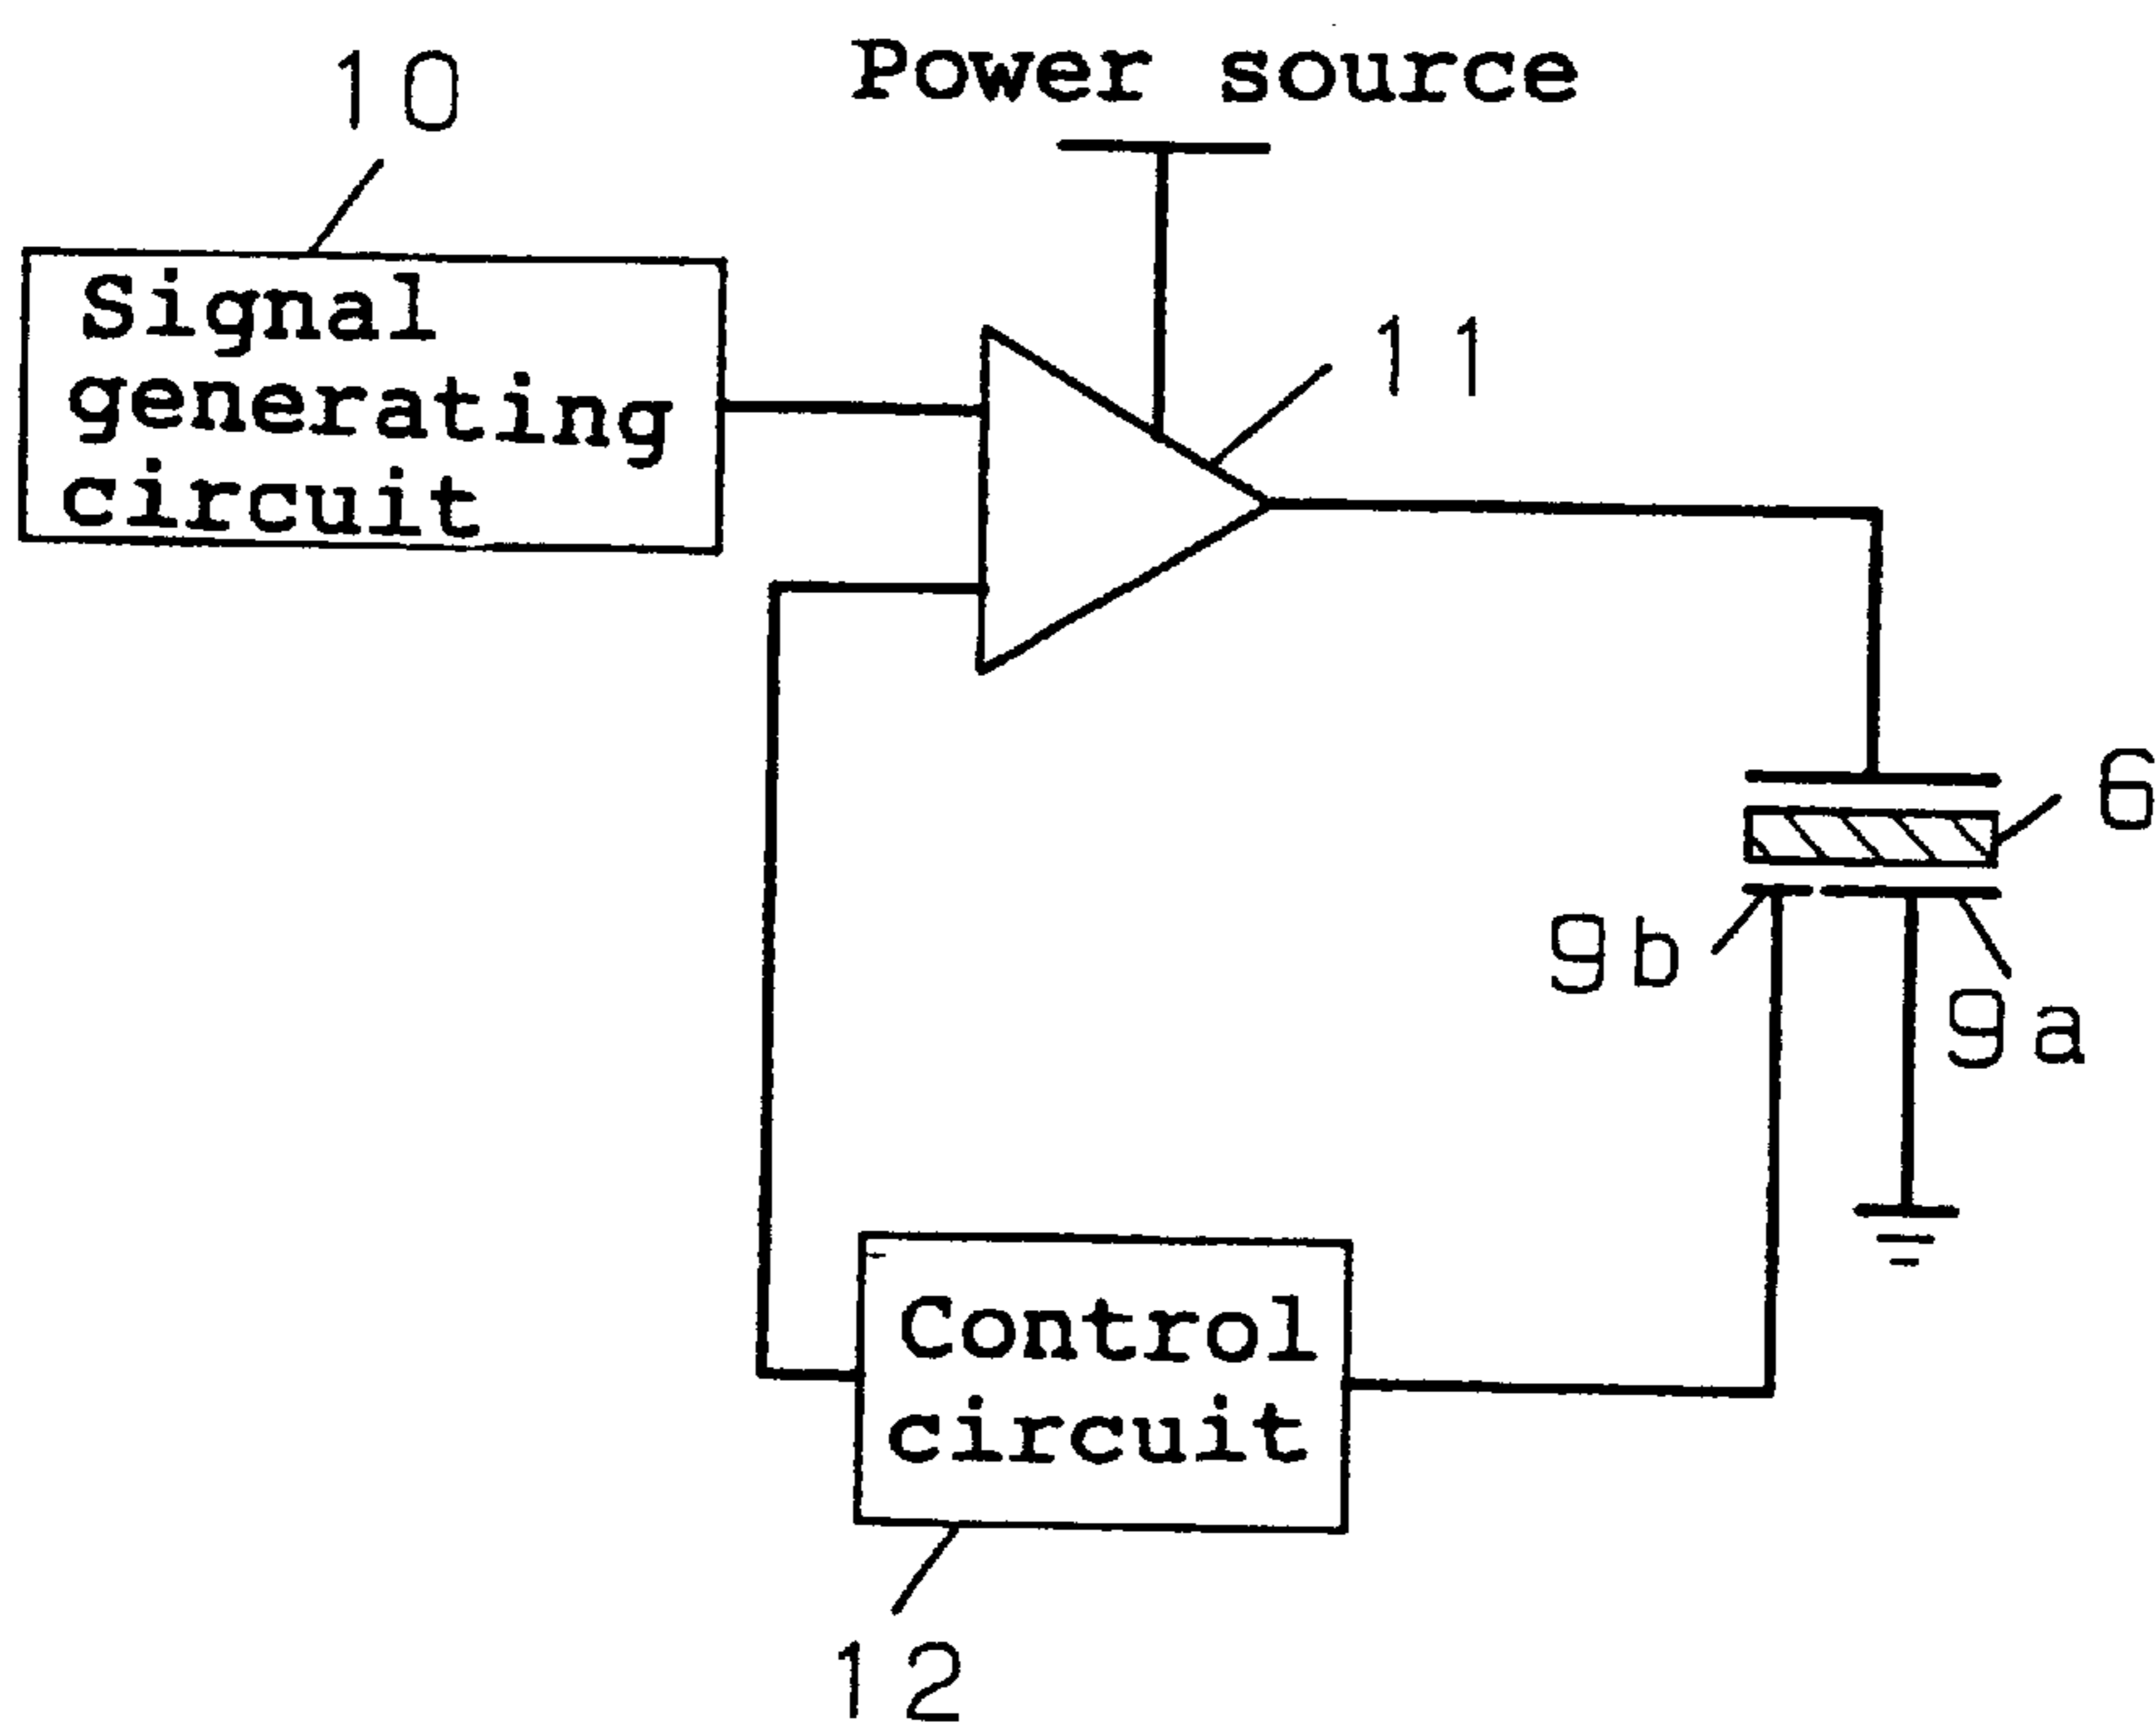 10
Power source
Signal
generating
circuit
11
6
9b
9a
Control
circuit
12